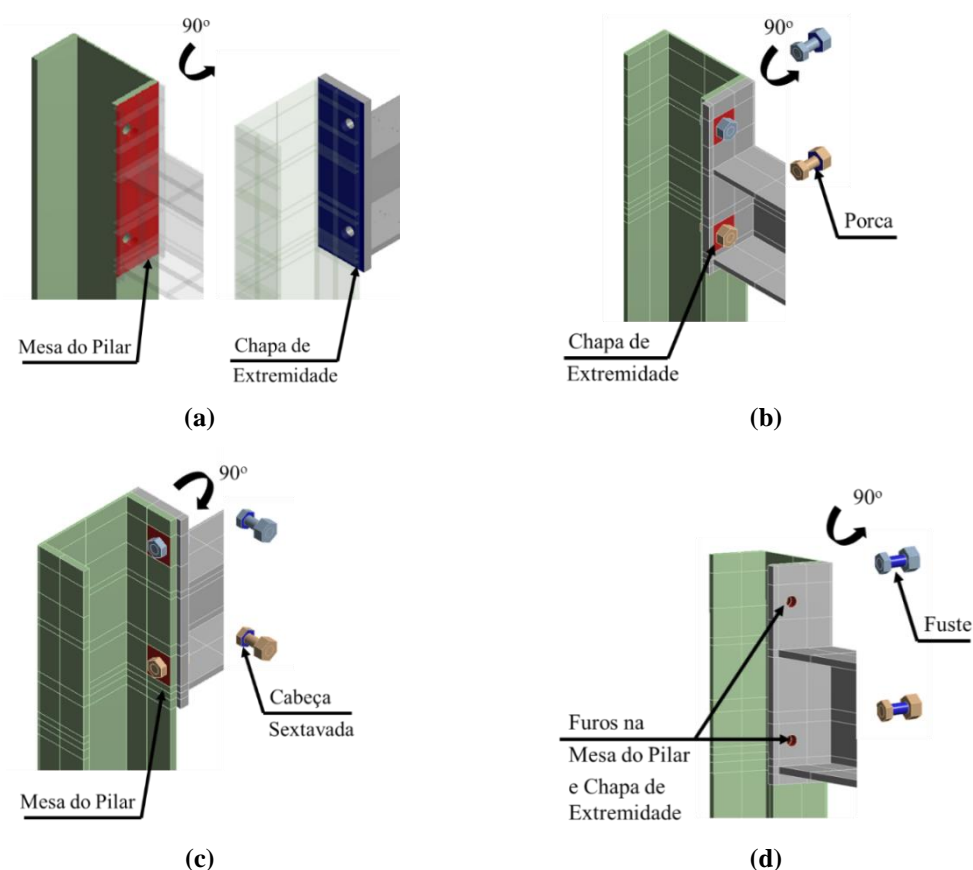 90º
Mesa do Pilar
Chapa de
Extremidade
(a)
90º
Porca
Chapa de
Extremidade
(b)
90º
Cabeça
Sextavada
Mesa do Pilar
(c)
90º
Fuste
Furos na
Mesa do Pilar
e Chapa de
Extremidade
(d)